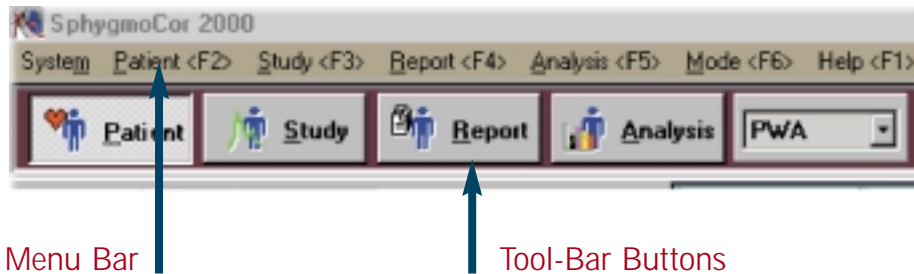 SphygmoCor 2000
System Patient <F2> Study <F3> Report <F4> Analysis <F5> Mode <F6> Help <F1>
Patient Study Report Analysis PWA
Menu Bar Tool-Bar Buttons